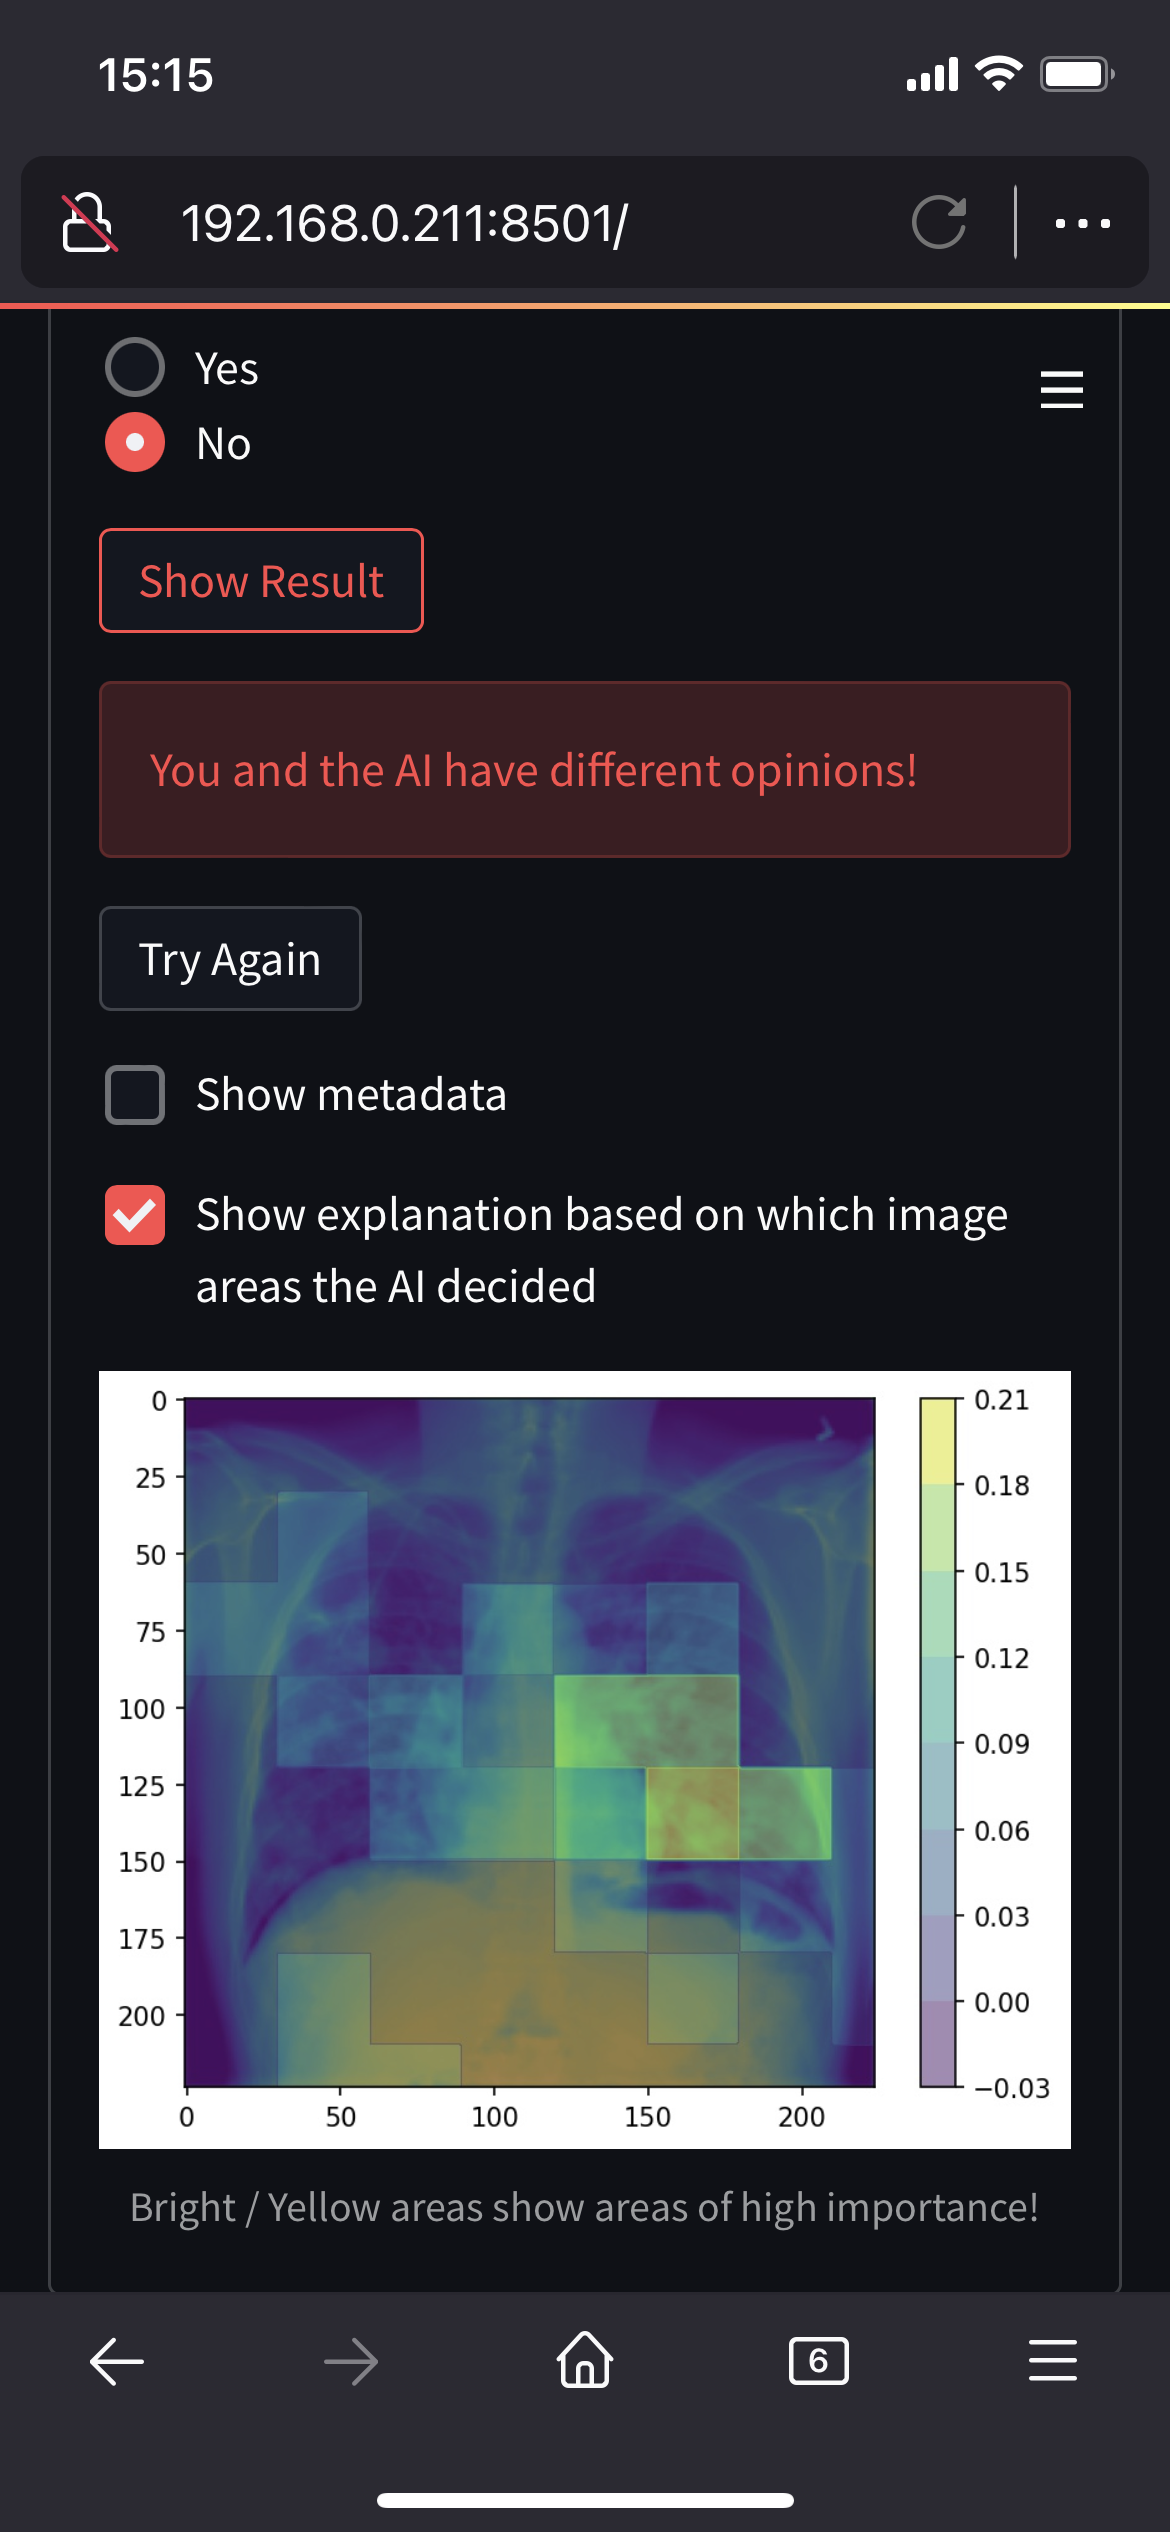 15:15
192.168.0.211:8501/
Yes
No
Show Result
You and the AI have different opinions!
Try Again
Show metadata
Show explanation based on which image
areas the AI decided
0
25
50
75
100
125
150
175
200
0 50 100 150 200
0.21
0.18
0.15
0.12
0.09
0.06
0.03
0.00
−0.03
Bright / Yellow areas show areas of high importance!
6